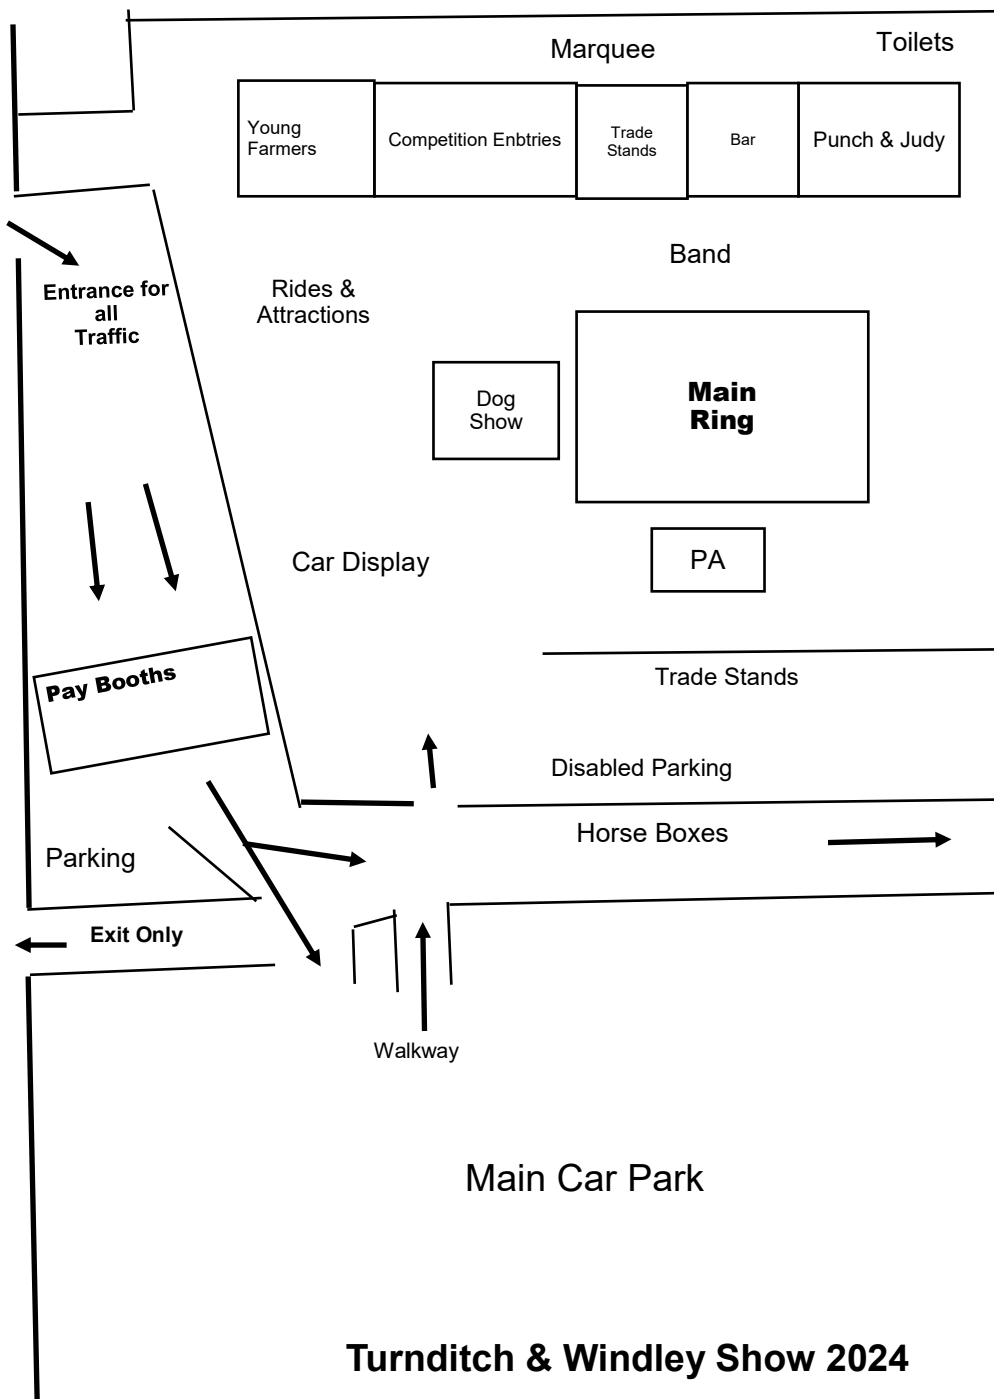 Marquee
Toilets
Young
Farmers
Competition Enbtries
Trade
Stands
Bar
Punch & Judy
Band
Entrance for
all
Traffic
Rides &
Attractions
Dog
Show
Main
Ring
Car Display
PA
Pay Booths
Trade Stands
Disabled Parking
Horse Boxes
Parking
Exit Only
Walkway
Main Car Park
Turnditch & Windley Show 2024